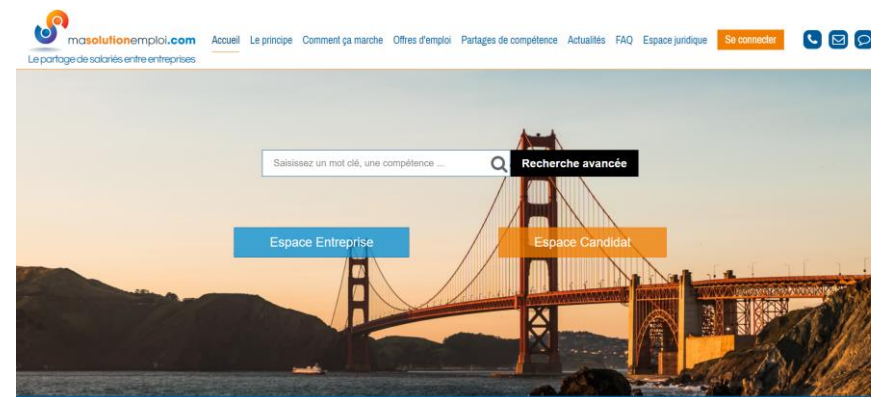 masolutionemploi.com
Le partage de salariés entre entreprises
Accueil Le principe Comment ça marche Offres d'emploi Partages de compétence Actualités FAQ Espace juridique Se connecter
Saisissez un mot clé, une compétence ... Recherche avancée
Espace Entreprise Espace Candidat